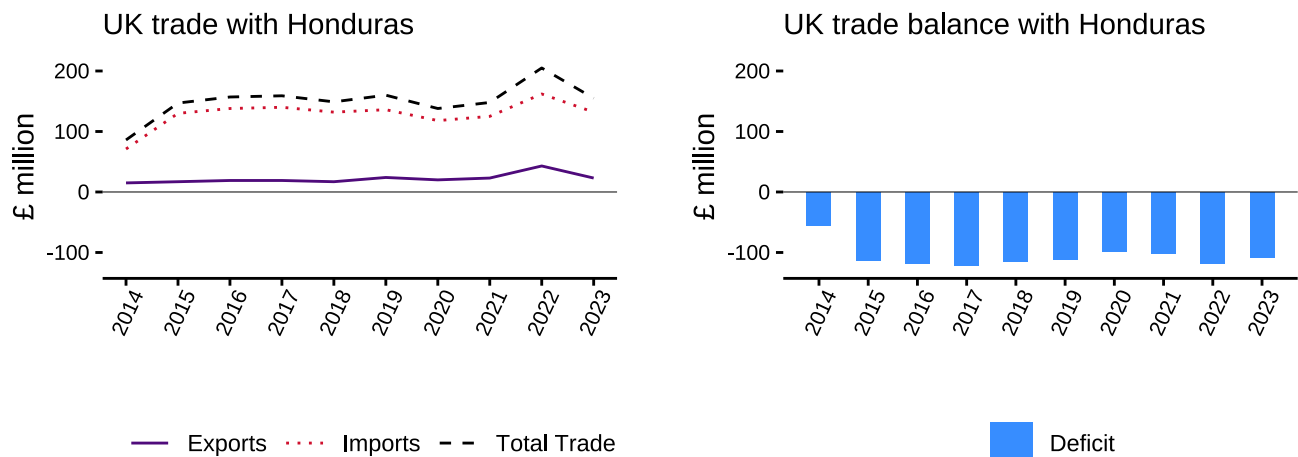 UK trade with Honduras
£ million
200
100
0
-100
2014 2015 2016 2017 2018 2019 2020 2021 2022 2023
Exports Imports Total Trade
UK trade balance with Honduras
£ million
200
100
0
-100
2014 2015 2016 2017 2018 2019 2020 2021 2022 2023
Deficit